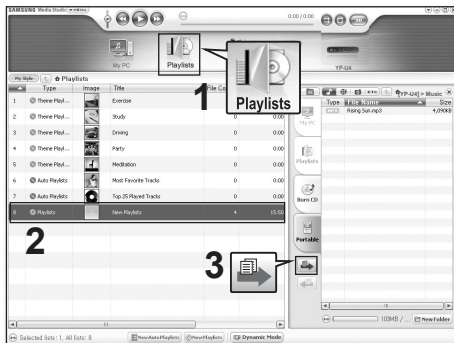 SAMSUNG Media Studio MENU
0:00 / 0:00
My PC
Playlists
YP-U4
My Style
Playlists
1
Playlists
Type Image Title File Co
1 Theme Playl... Exercise 0 0:00
2 Theme Playl... Study 0 0:00
3 Theme Playl... Driving 0 0:00
4 Theme Playl... Party 0 0:00
5 Theme Playl... Meditation 0 0:00
6 Auto Playlists Most Favorite Tracks 0 0:00
7 Auto Playlists Top 25 Played Tracks 0 0:00
8 Playlists New Playlists 4 15:50
2
3
ETC
YP-U4] > Music
Type File Name Size
Rising Sun.mp3 4,090KB
My PC
Playlists
Burn CD
Portable
103MB / ... New Folder
Selected lists: 1, All lists: 8
New Auto Playlists
New Playlists
Dynamic Mode